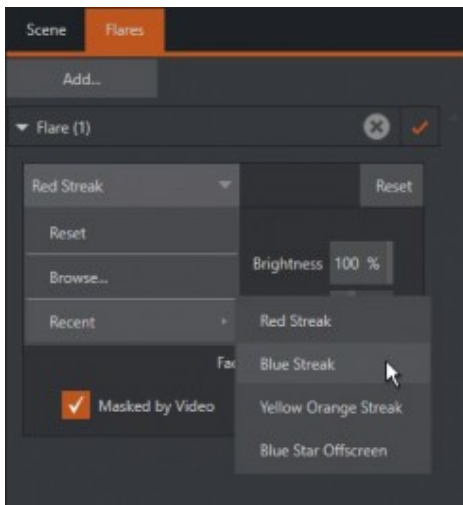 Scene Flares
Add...
Flare (1)
Red Streak Reset
Reset
Brightness 100 %
Browse...
Recent
Red Streak
Blue Streak
Masked by Video
Yellow Orange Streak
Blue Star Offscreen